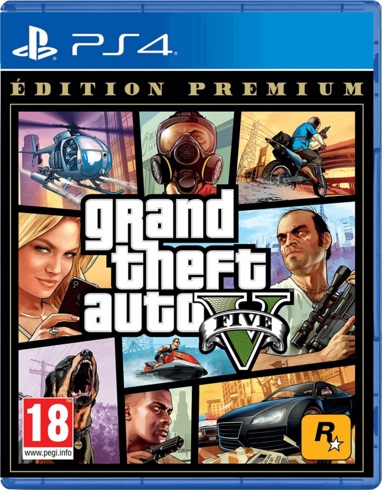 PS4
ÉDITION PREMIUM
grand
theft
auto
V
FIVE
18
www.pegi.info
R